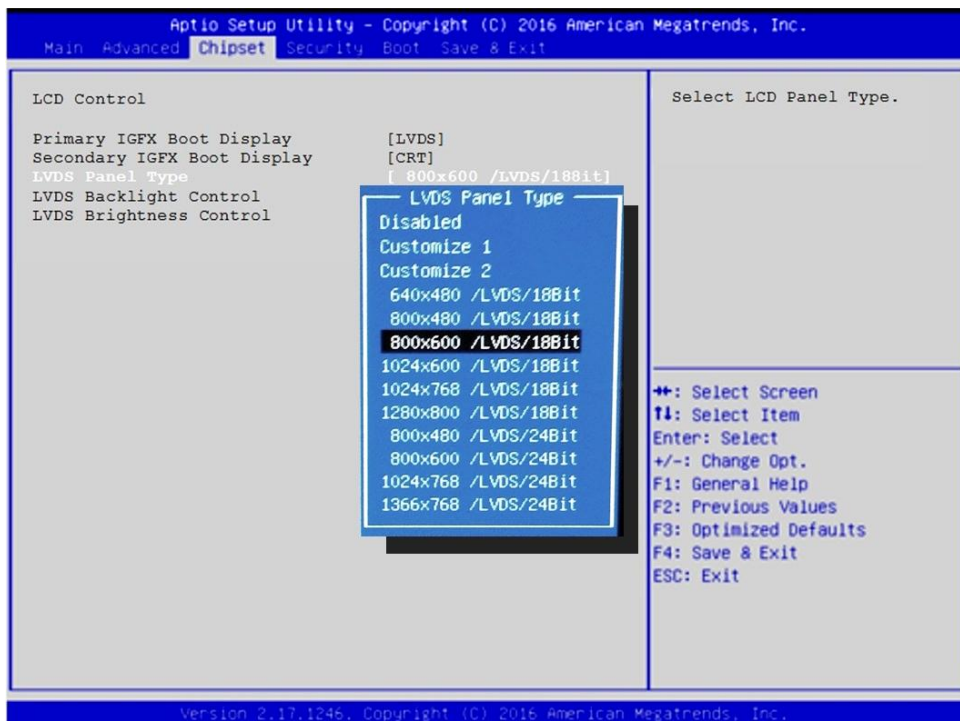 Aptio Setup Utility - Copyright (C) 2016 American Megatrends, Inc.
Main Advanced Chipset Security Boot Save & Exit
LCD Control
Primary IGFX Boot Display [LVDS]
Secondary IGFX Boot Display [CRT]
LVDS Panel Type [ 800x600 /LVDS/188it]
LVDS Backlight Control
LVDS Brightness Control
LVDS Panel Type
Disabled
Customize 1
Customize 2
640x480 /LVDS/18Bit
800x480 /LVDS/18Bit
800x600 /LVDS/18Bit
1024x600 /LVDS/18Bit
1024x768 /LVDS/18Bit
1280x800 /LVDS/18Bit
800x480 /LVDS/24Bit
800x600 /LVDS/24Bit
1024x768 /LVDS/24Bit
1366x768 /LVDS/24Bit
Select LCD Panel Type.
→←: Select Screen
↑↓: Select Item
Enter: Select
+/-: Change Opt.
F1: General Help
F2: Previous Values
F3: Optimized Defaults
F4: Save & Exit
ESC: Exit
Version 2.17.1246. Copyright (C) 2016 American Megatrends, Inc.